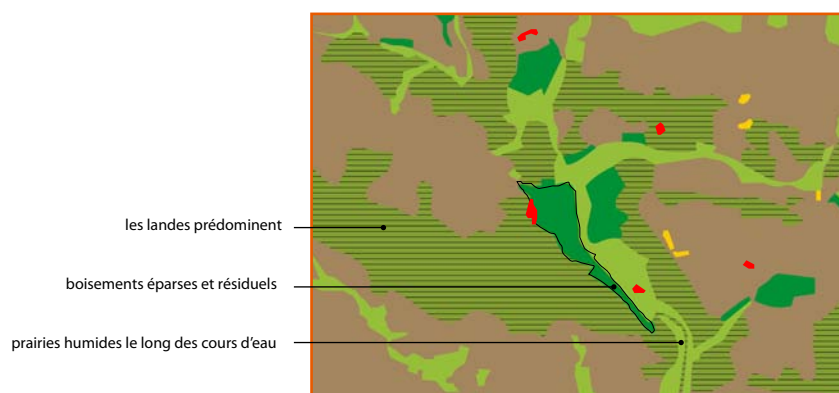 les landes prédominent
boisements éparses et résiduels
prairies humides le long des cours d’eau